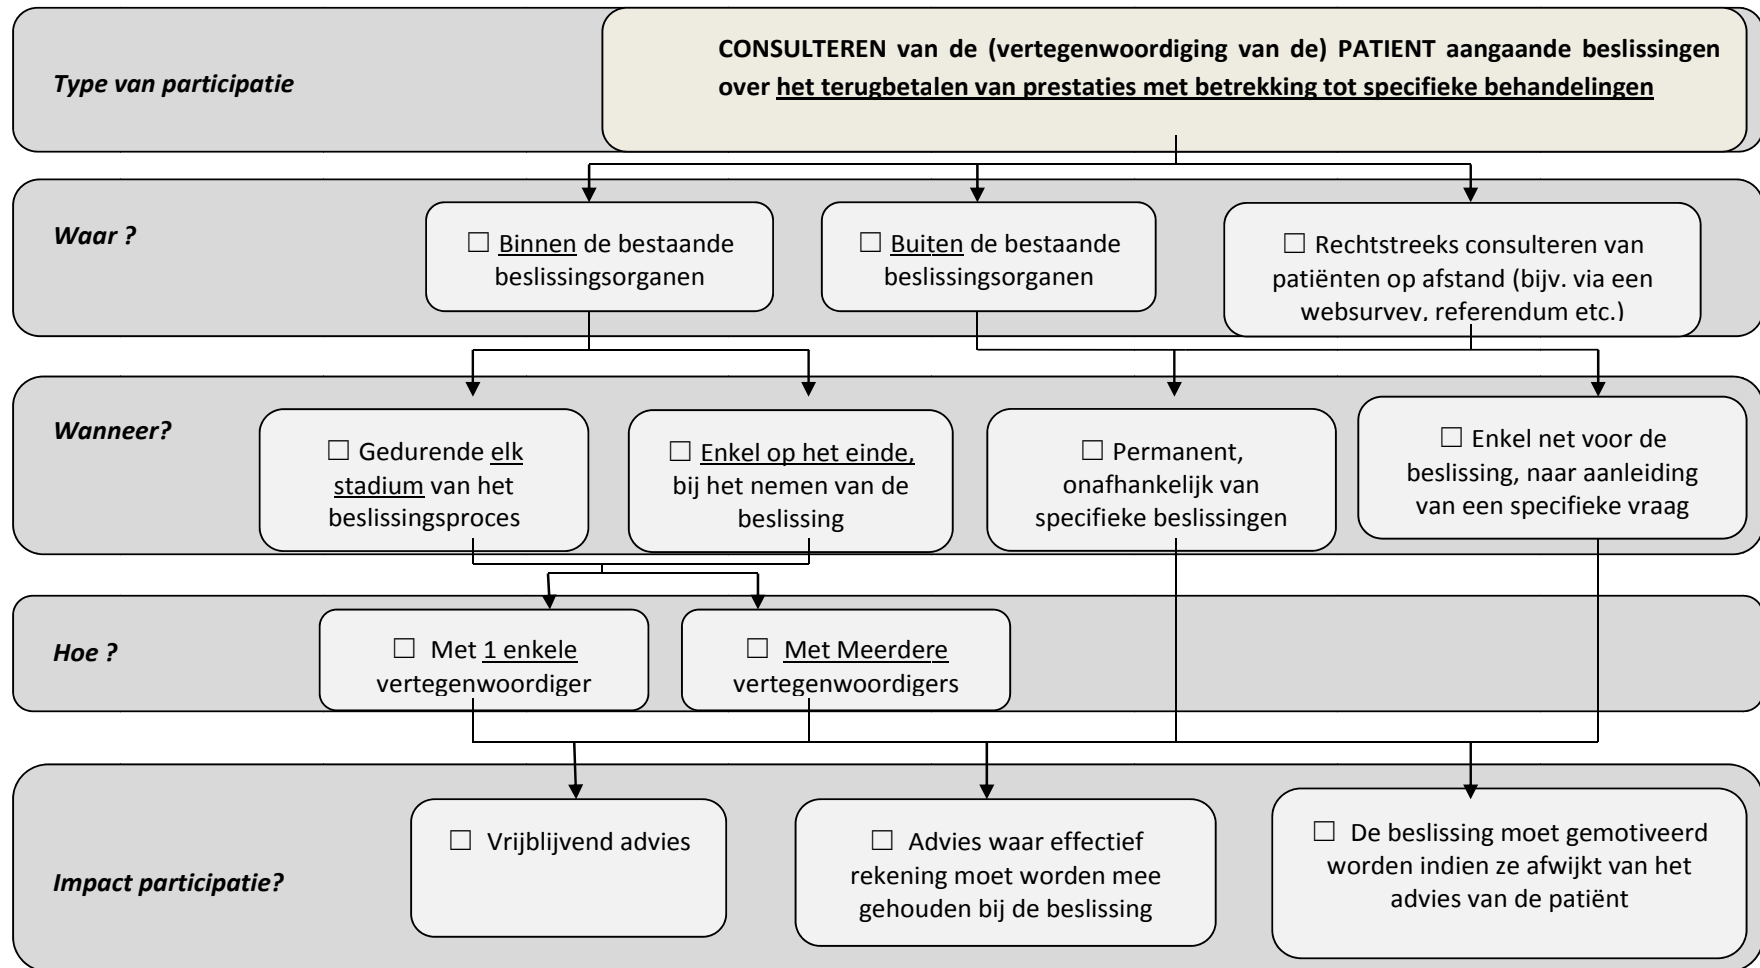 Type van participatie
CONSULTEREN van de (vertegenwoordiging van de) PATIENT aangaande beslissingen
over het terugbetalen van prestaties met betrekking tot specifieke behandelingen
Waar ?
☐ Binnen de bestaande
beslissingsorganen
☐ Buiten de bestaande
beslissingsorganen
☐ Rechtstreeks consulteren van
patiënten op afstand (bijv. via een
websurvey, referendum etc.)
Wanneer?
☐ Gedurende elk
stadium van het
beslissingsproces
☐ Enkel op het einde,
bij het nemen van de
beslissing
☐ Permanent,
onafhankelijk van
specifieke beslissingen
☐ Enkel net voor de
beslissing, naar aanleiding
van een specifieke vraag
Hoe ?
☐ Met 1 enkele
vertegenwoordiger
☐ Met Meerdere
vertegenwoordigers
Impact participatie?
☐ Vrijblijvend advies
☐ Advies waar effectief
rekening moet worden mee
gehouden bij de beslissing
☐ De beslissing moet gemotiveerd
worden indien ze afwijkt van het
advies van de patiënt